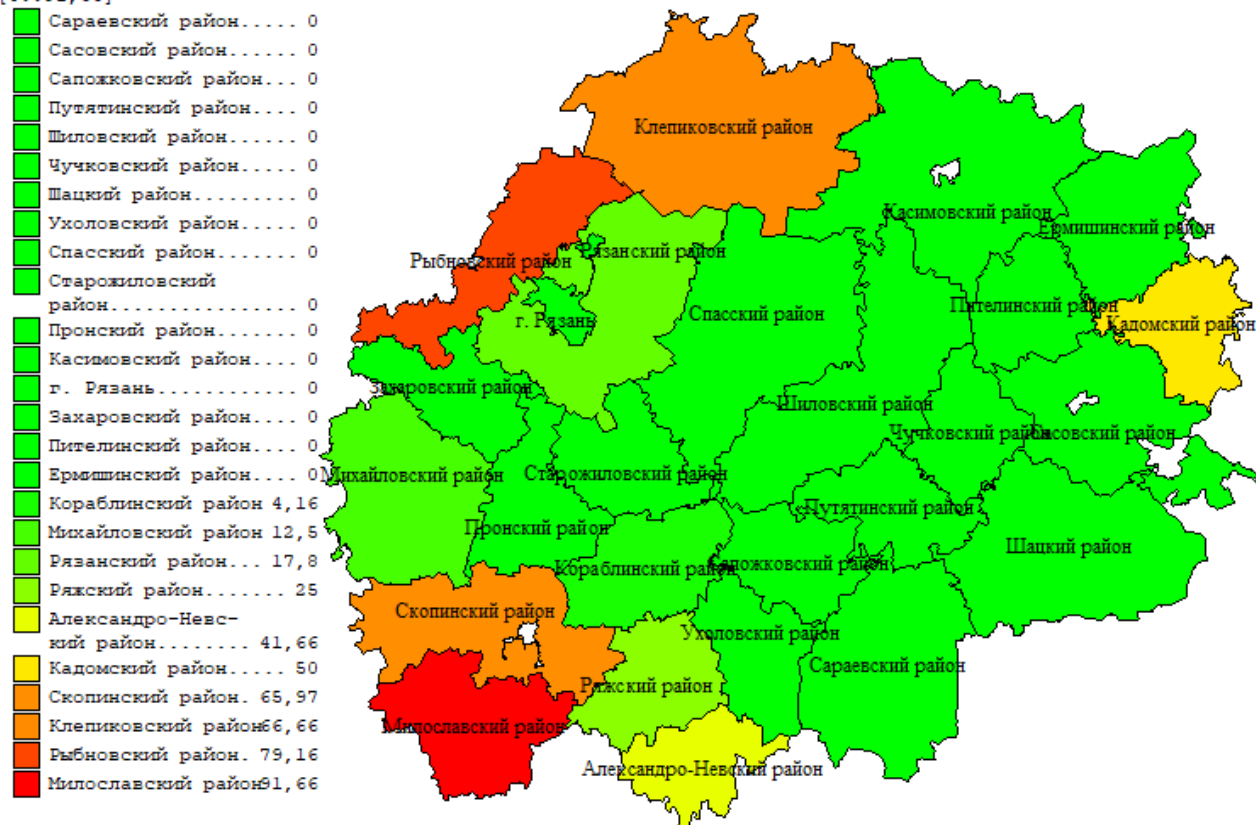 Сараевский район..... 0
Сасовский район...... 0
Сапожковский район... 0
Путятинский район.... 0
Шиловский район...... 0
Чучковский район..... 0
Шацкий район......... 0
Ухоловский район..... 0
Спасский район....... 0
Старожиловский
район................ 0
Пронский район....... 0
Касимовский район.... 0
г. Рязань............ 0
Захаровский район.... 0
Пителинский район.... 0
Ермишинский район.... 0
Кораблинский район 4,16
Михайловский район 12,5
Рязанский район... 17,8
Ряжский район....... 25
Александро-Невс-
кий район........ 41,66
Кадомский район..... 50
Скопинский район. 65,97
Клепиковский район66,66
Рыбновский район. 79,16
Милославский район91,66
Клепиковский район
Касимовский район
Ермишинский район
Рязанский район
Рыбновский район
Пителинский район
Спасский район
г. Рязань
Кадомский район
Захаровский район
Шиловский район
Чучковский район
Сасовский район
Михайловский район
Старожиловский район
Путятинский район
Пронский район
Шацкий район
Сапожковский район
Кораблинский район
Скопинский район
Ухоловский район
Сараевский район
Ряжский район
Милославский район
Александро-Невский район